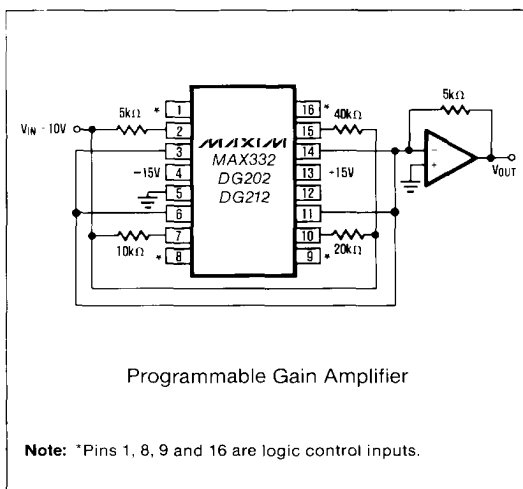 5kΩ * 1 16 * 40kΩ 5kΩ
VIN -10V 2 15
3 MAXIM 14 -
4 -15V MAX332 13 +15V +
5 DG202 12 VOUT
6 DG212 11
7 10
10kΩ 20kΩ
* 8 9 *
Programmable Gain Amplifier
Note: *Pins 1, 8, 9 and 16 are logic control inputs.